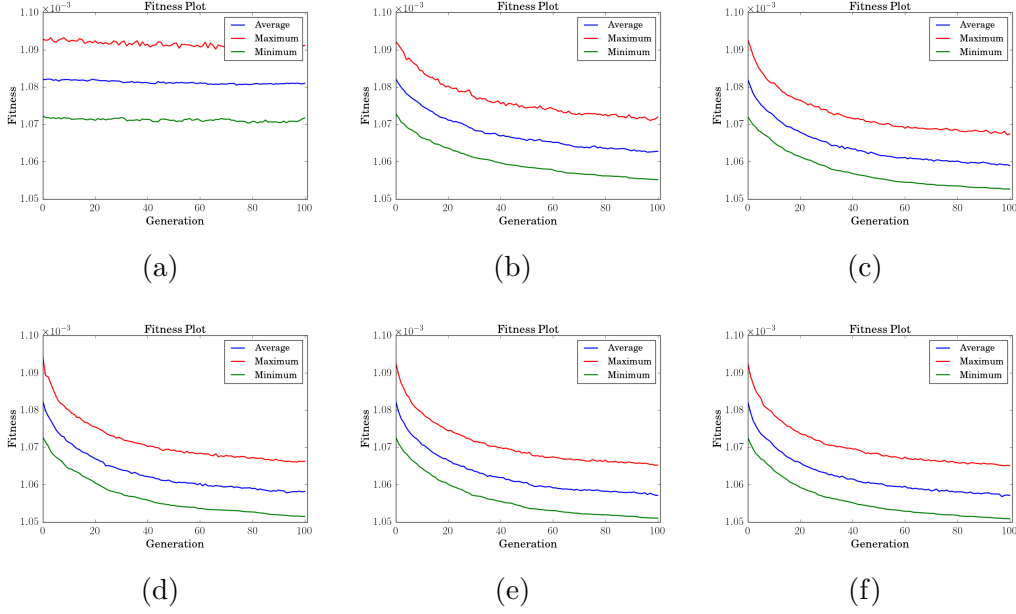 ×10⁻³ Fitness Plot
1.10
1.09
1.08
1.07
1.06
1.05
Fitness
0 20 40 60 80 100
Generation
Average
Maximum
Minimum
(a)
×10⁻³ Fitness Plot
1.10
1.09
1.08
1.07
1.06
1.05
Fitness
0 20 40 60 80 100
Generation
Average
Maximum
Minimum
(b)
×10⁻³ Fitness Plot
1.10
1.09
1.08
1.07
1.06
1.05
Fitness
0 20 40 60 80 100
Generation
Average
Maximum
Minimum
(c)
×10⁻³ Fitness Plot
1.10
1.09
1.08
1.07
1.06
1.05
Fitness
0 20 40 60 80 100
Generation
Average
Maximum
Minimum
(d)
×10⁻³ Fitness Plot
1.10
1.09
1.08
1.07
1.06
1.05
Fitness
0 20 40 60 80 100
Generation
Average
Maximum
Minimum
(e)
×10⁻³ Fitness Plot
1.10
1.09
1.08
1.07
1.06
1.05
Fitness
0 20 40 60 80 100
Generation
Average
Maximum
Minimum
(f)